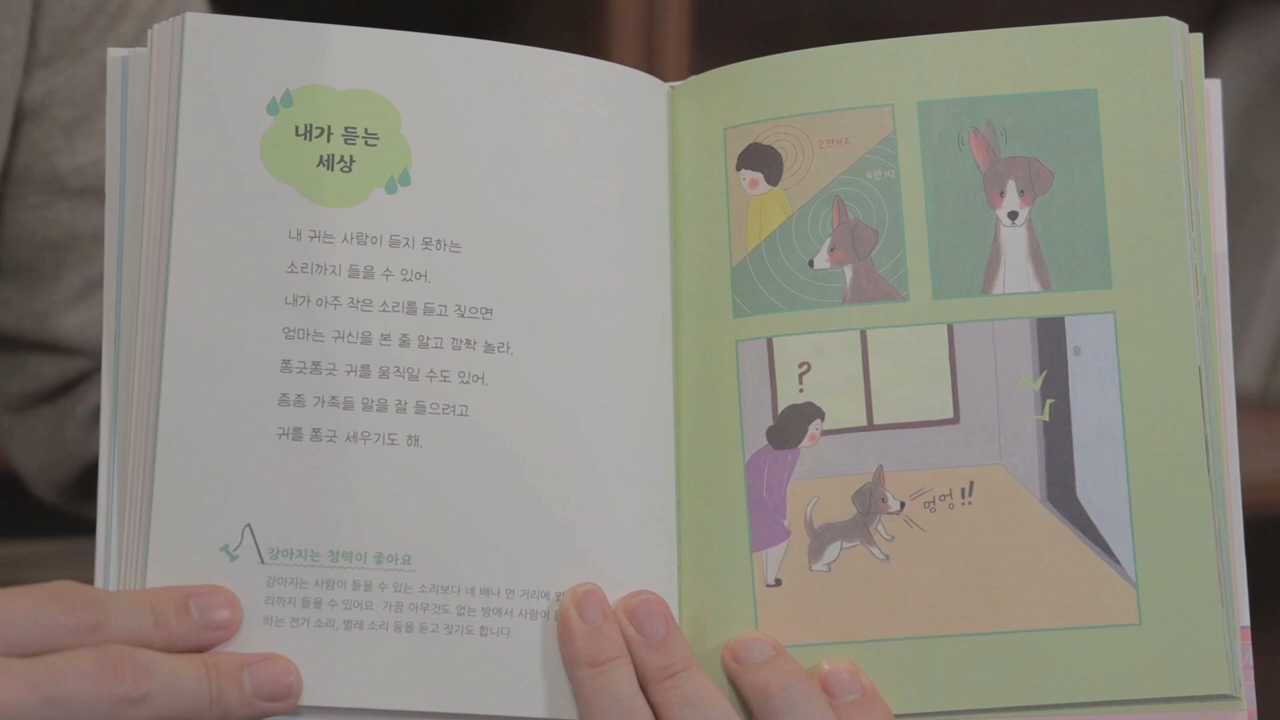 내가 듣는
세상
내 귀는 사람이 듣지 못하는
소리까지 들을 수 있어.
내가 아주 작은 소리를 듣고 짖으면
엄마는 귀신을 본 줄 알고 깜짝 놀라.
쫑긋쫑긋 귀를 움직일 수도 있어.
종종 가족들 말을 잘 들으려고
귀를 쫑긋 세우기도 해.
강아지는 청력이 좋아요
강아지는 사람이 들을 수 있는 소리보다 네 배나 먼 거리에
리까지 들을 수 있어요. 가끔 아무것도 없는 방에서 사람이
하는 전기 소리, 벌레 소리 등을 듣고 짖기도 합니다.
2만 HZ
4만 HZ
?
멍멍!!